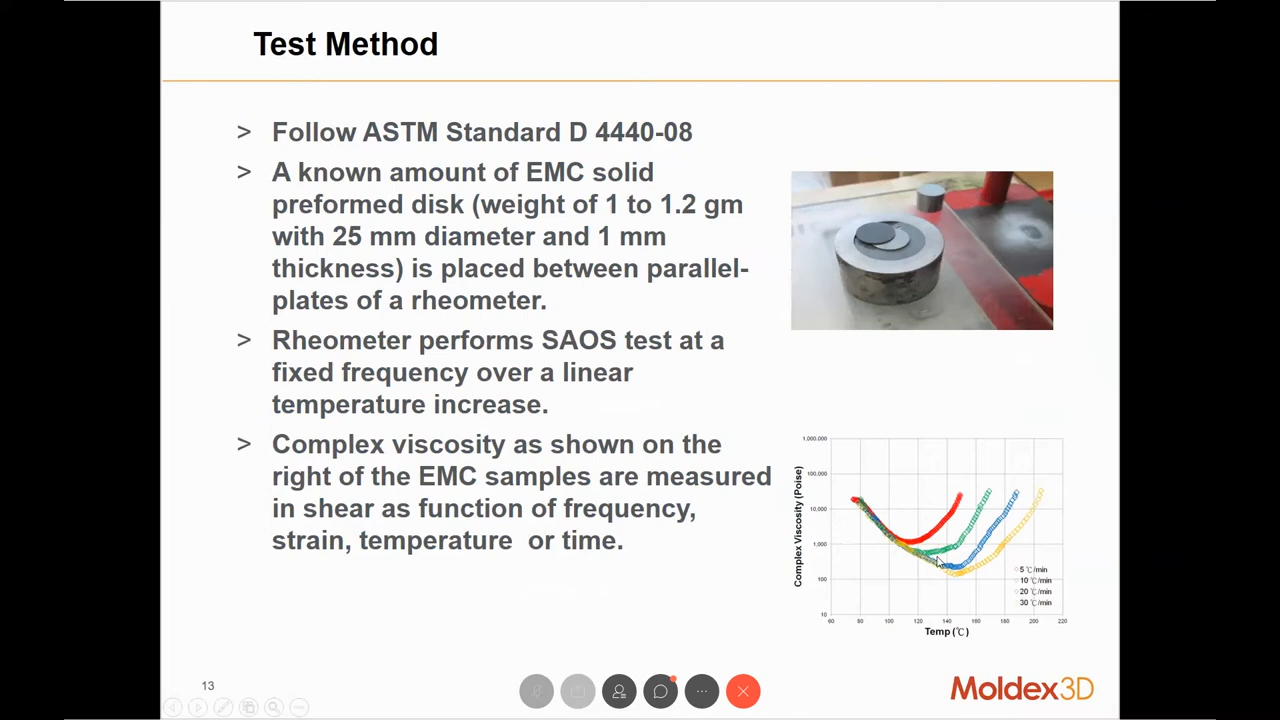 Test Method
> Follow ASTM Standard D 4440-08
> A known amount of EMC solid
preformed disk (weight of 1 to 1.2 gm
with 25 mm diameter and 1 mm
thickness) is placed between parallel-
plates of a rheometer.
> Rheometer performs SAOS test at a
fixed frequency over a linear
temperature increase.
> Complex viscosity as shown on the
right of the EMC samples are measured
in shear as function of frequency,
strain, temperature  or time.
Complex Viscosity (Poise)
1,000,000
100,000
10,000
1,000
100
10
60 80 100 120 140 160 180 200 220
Temp (℃)
5 ℃/min
10 ℃/min
20 ℃/min
30 ℃/min
13
Moldex3D